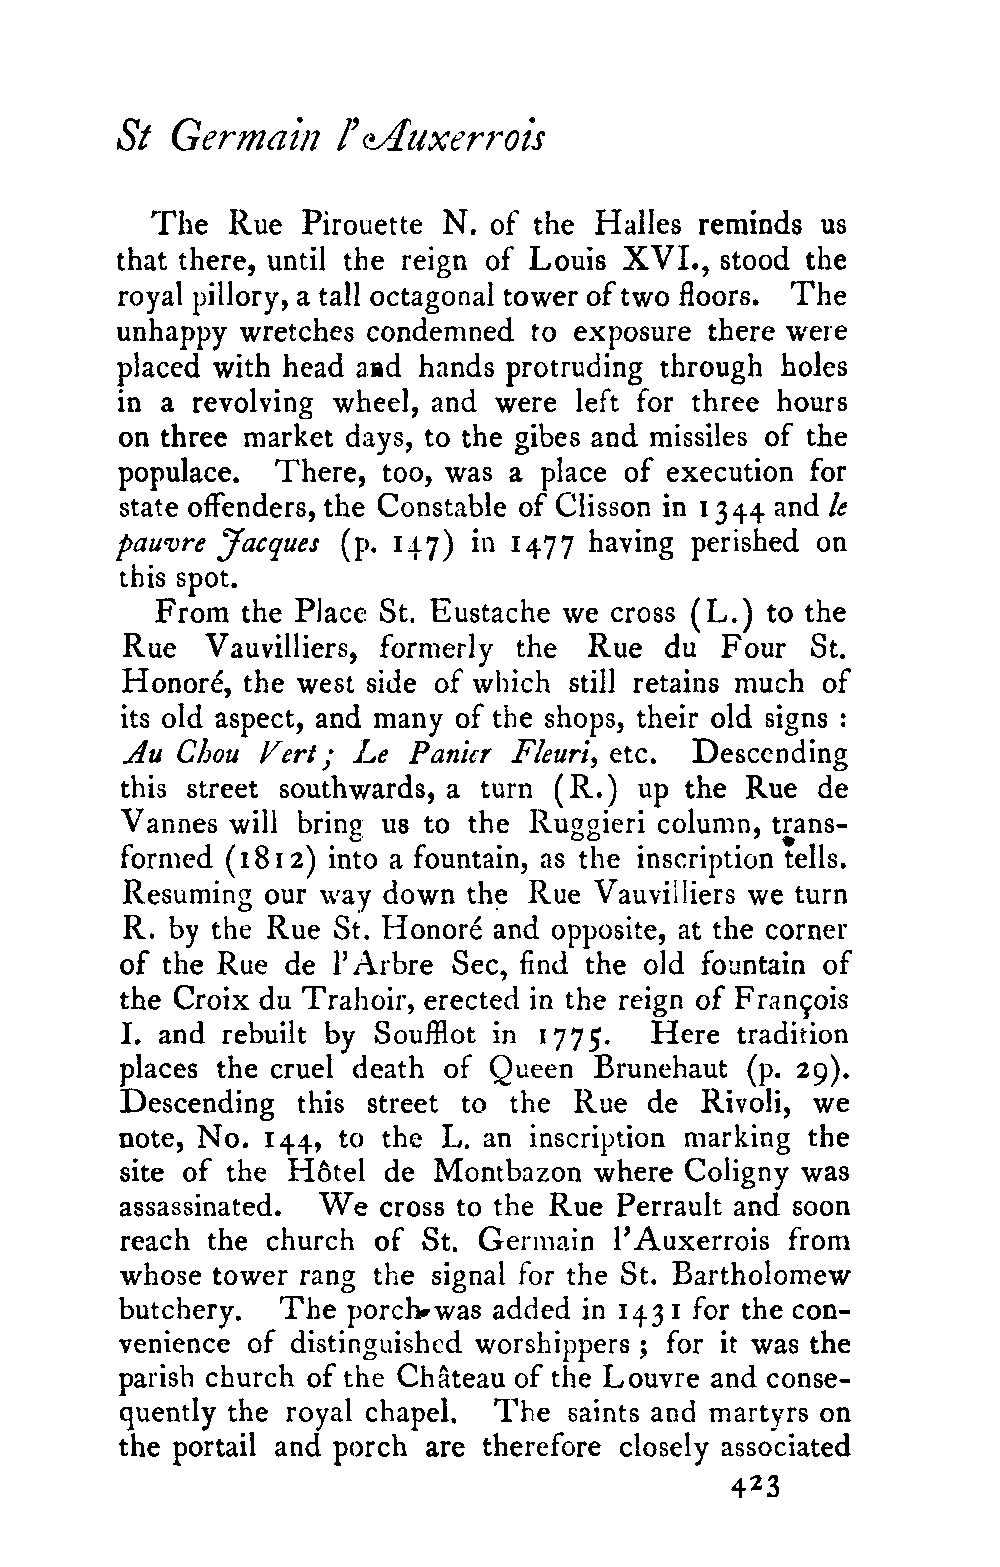 St Germain l'Auxerrois
The Rue Pirouette N. of the Halles reminds us
that there, until the reign of Louis XVI., stood the
royal pillory, a tall octagonal tower of two floors. The
unhappy wretches condemned to exposure there were
placed with head and hands protruding through holes
in a revolving wheel, and were left for three hours
on three market days, to the gibes and missiles of the
populace. There, too, was a place of execution for
state offenders, the Constable of Clisson in 1344 and le
pauvre Jacques (p. 147) in 1477 having perished on
this spot.
From the Place St. Eustache we cross (L.) to the
Rue Vauvilliers, formerly the Rue du Four St.
Honoré, the west side of which still retains much of
its old aspect, and many of the shops, their old signs :
Au Chou Vert; Le Panier Fleuri, etc. Descending
this street southwards, a turn (R.) up the Rue de
Vannes will bring us to the Ruggieri column, trans-
formed (1812) into a fountain, as the inscription tells.
Resuming our way down the Rue Vauvilliers we turn
R. by the Rue St. Honoré and opposite, at the corner
of the Rue de l'Arbre Sec, find the old fountain of
the Croix du Trahoir, erected in the reign of François
I. and rebuilt by Soufflot in 1775. Here tradition
places the cruel death of Queen Brunehaut (p. 29).
Descending this street to the Rue de Rivoli, we
note, No. 144, to the L. an inscription marking the
site of the Hôtel de Montbazon where Coligny was
assassinated. We cross to the Rue Perrault and soon
reach the church of St. Germain l'Auxerrois from
whose tower rang the signal for the St. Bartholomew
butchery. The porch was added in 1431 for the con-
venience of distinguished worshippers ; for it was the
parish church of the Château of the Louvre and conse-
quently the royal chapel. The saints and martyrs on
the portail and porch are therefore closely associated
423